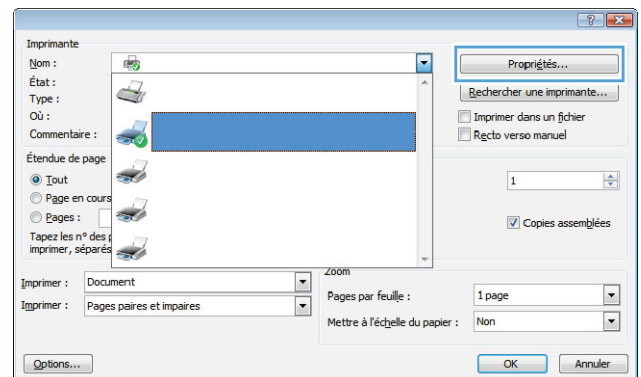 Imprimante
Nom :
Propriétés...
État :
Type :
Rechercher une imprimante...
Où :
Imprimer dans un fichier
Commentaire :
Recto verso manuel
Étendue de page
Tout
1
Page en cours
Pages :
Copies assemblées
Tapez les n° des
imprimer, séparés
Zoom
Imprimer : Document
Pages par feuille : 1 page
Imprimer : Pages paires et impaires
Mettre à l'échelle du papier : Non
Options...
OK
Annuler